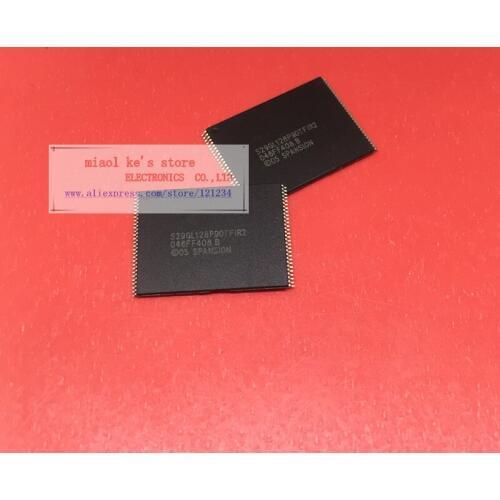 miaol ke's store
ELECTRONICS CO.,LTD
www.aliexpress.com/store/121234
S29GL128P90TFIR2
046FF408 B
©05 SPANSION
S29GL128P90TFIR2
046FF408 B
©05 SPANSION